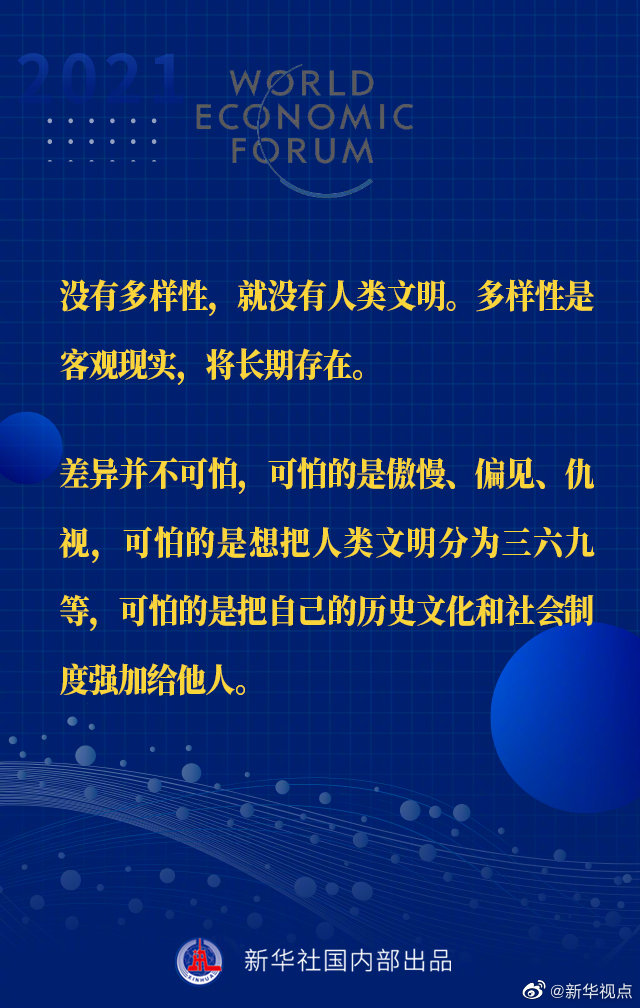 2021
WORLD
ECONOMIC
FORUM
没有多样性，就没有人类文明。多样性是
客观现实，将长期存在。
差异并不可怕，可怕的是傲慢、偏见、仇
视，可怕的是想把人类文明分为三六九
等，可怕的是把自己的历史文化和社会制
度强加给他人。
XINHUA
新华社国内部出品
@新华视点